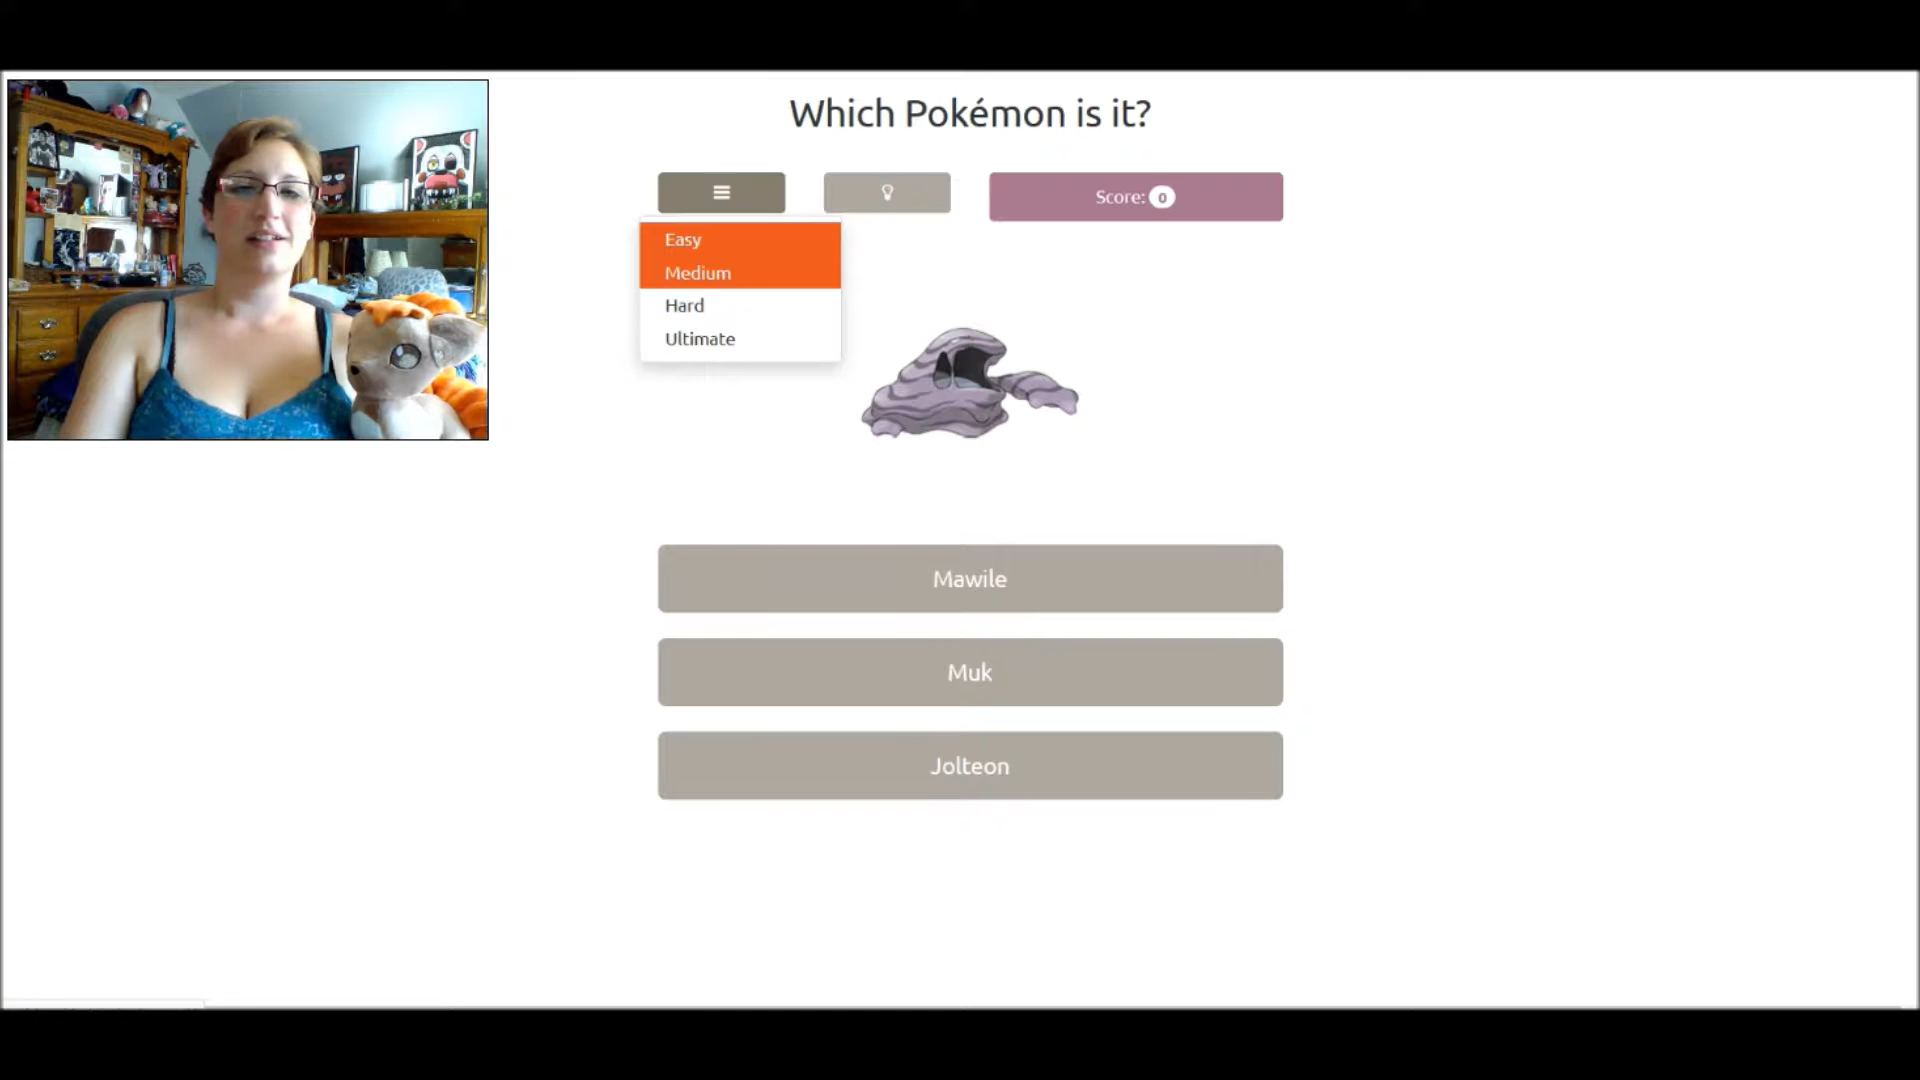 Which Pokémon is it?
Score: 0
Easy
Medium
Hard
Ultimate
Mawile
Muk
Jolteon